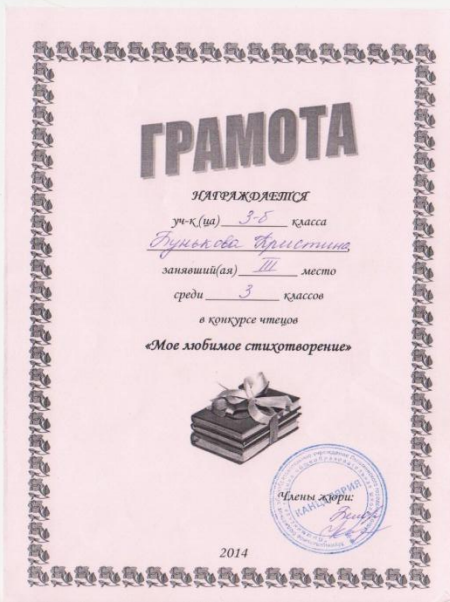 ГРАМОТА
НАГРАЖДАЕТСЯ
уч-к (ца) 3-б класса
Бунькова Кристина
занявший(ая) III место
среди 3 классов
в конкурсе чтецов
«Мое любимое стихотворение»
КАНЦЕЛЯРИЯ
Члены жюри:
2014